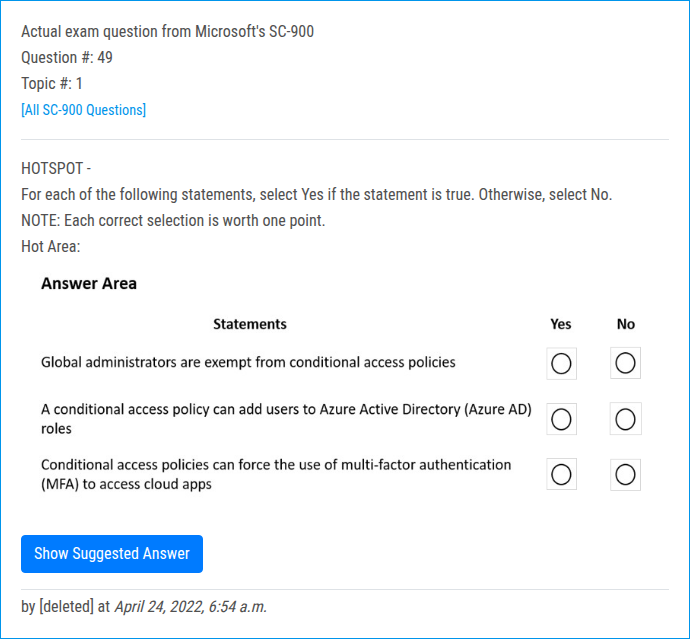 Actual exam question from Microsoft's SC-900
Question #: 49
Topic #: 1
[All SC-900 Questions]
HOTSPOT -
For each of the following statements, select Yes if the statement is true. Otherwise, select No.
NOTE: Each correct selection is worth one point.
Hot Area:
Answer Area
Statements Yes No
Global administrators are exempt from conditional access policies
A conditional access policy can add users to Azure Active Directory (Azure AD)
roles
Conditional access policies can force the use of multi-factor authentication
(MFA) to access cloud apps
Show Suggested Answer
by [deleted] at April 24, 2022, 6:54 a.m.